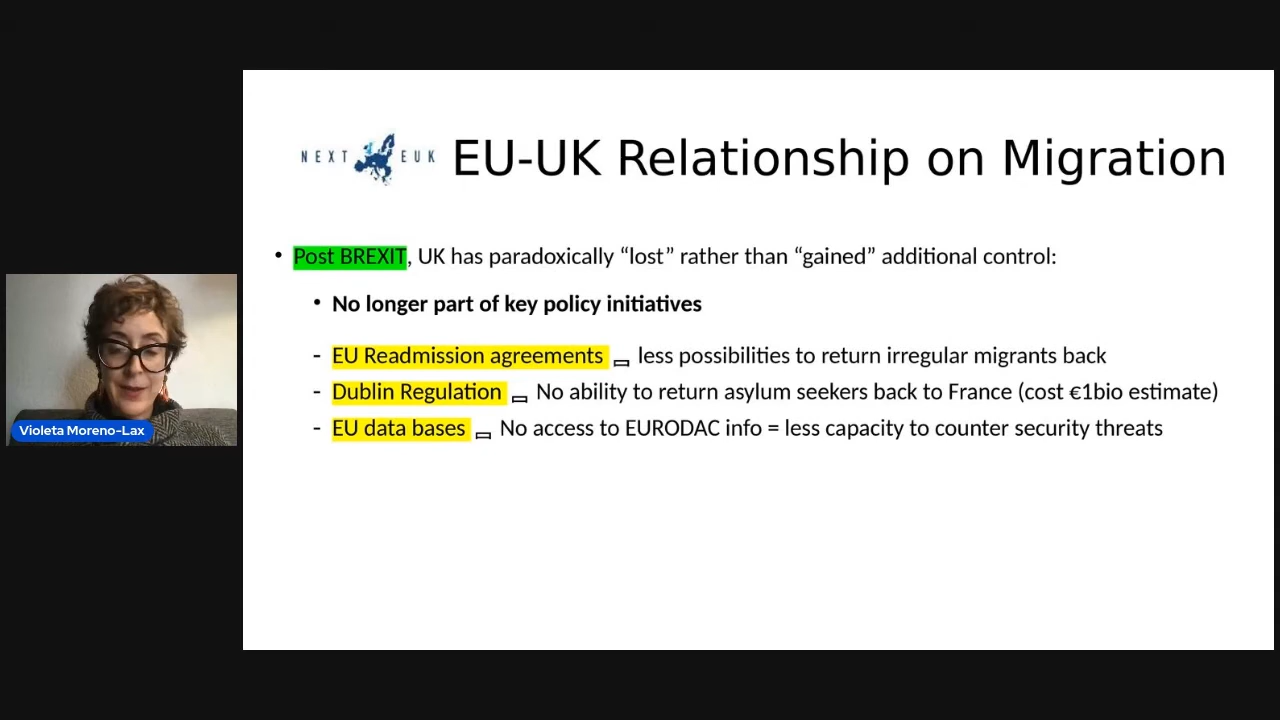 NEXT EUK
EU-UK Relationship on Migration
• Post BREXIT, UK has paradoxically “lost” rather than “gained” additional control:
• No longer part of key policy initiatives
- EU Readmission agreements less possibilities to return irregular migrants back
- Dublin Regulation No ability to return asylum seekers back to France (cost €1bio estimate)
- EU data bases No access to EURODAC info = less capacity to counter security threats
Violeta Moreno-Lax